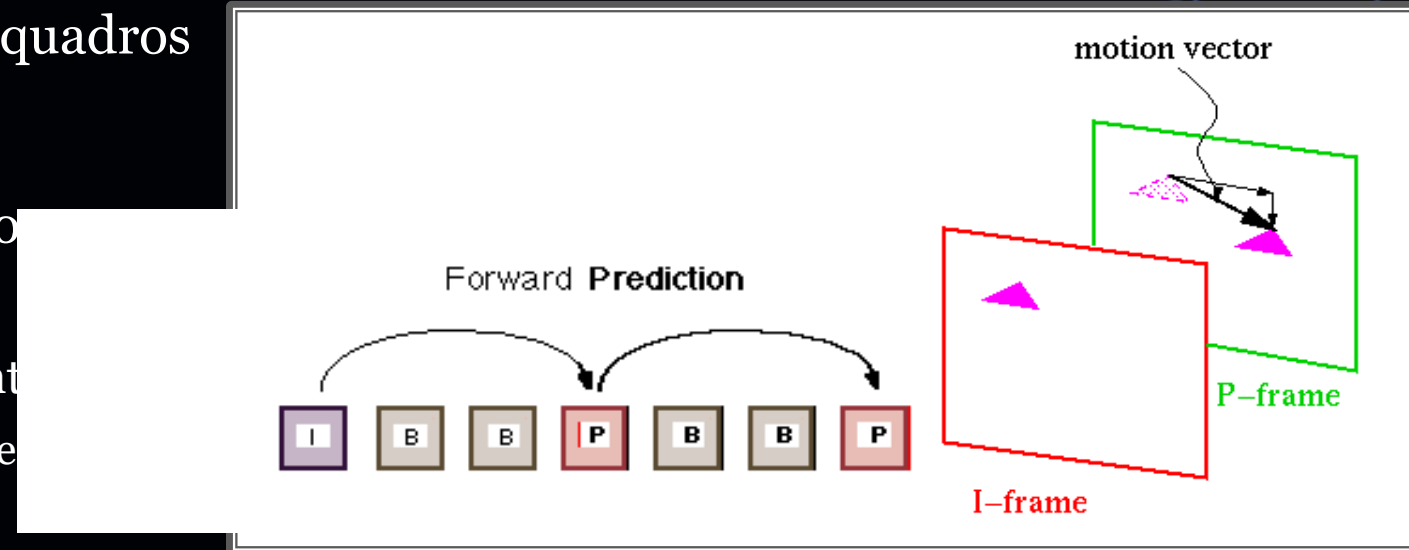 quadros
motion vector
Forward Prediction
I B B P B B P
P–frame
I–frame